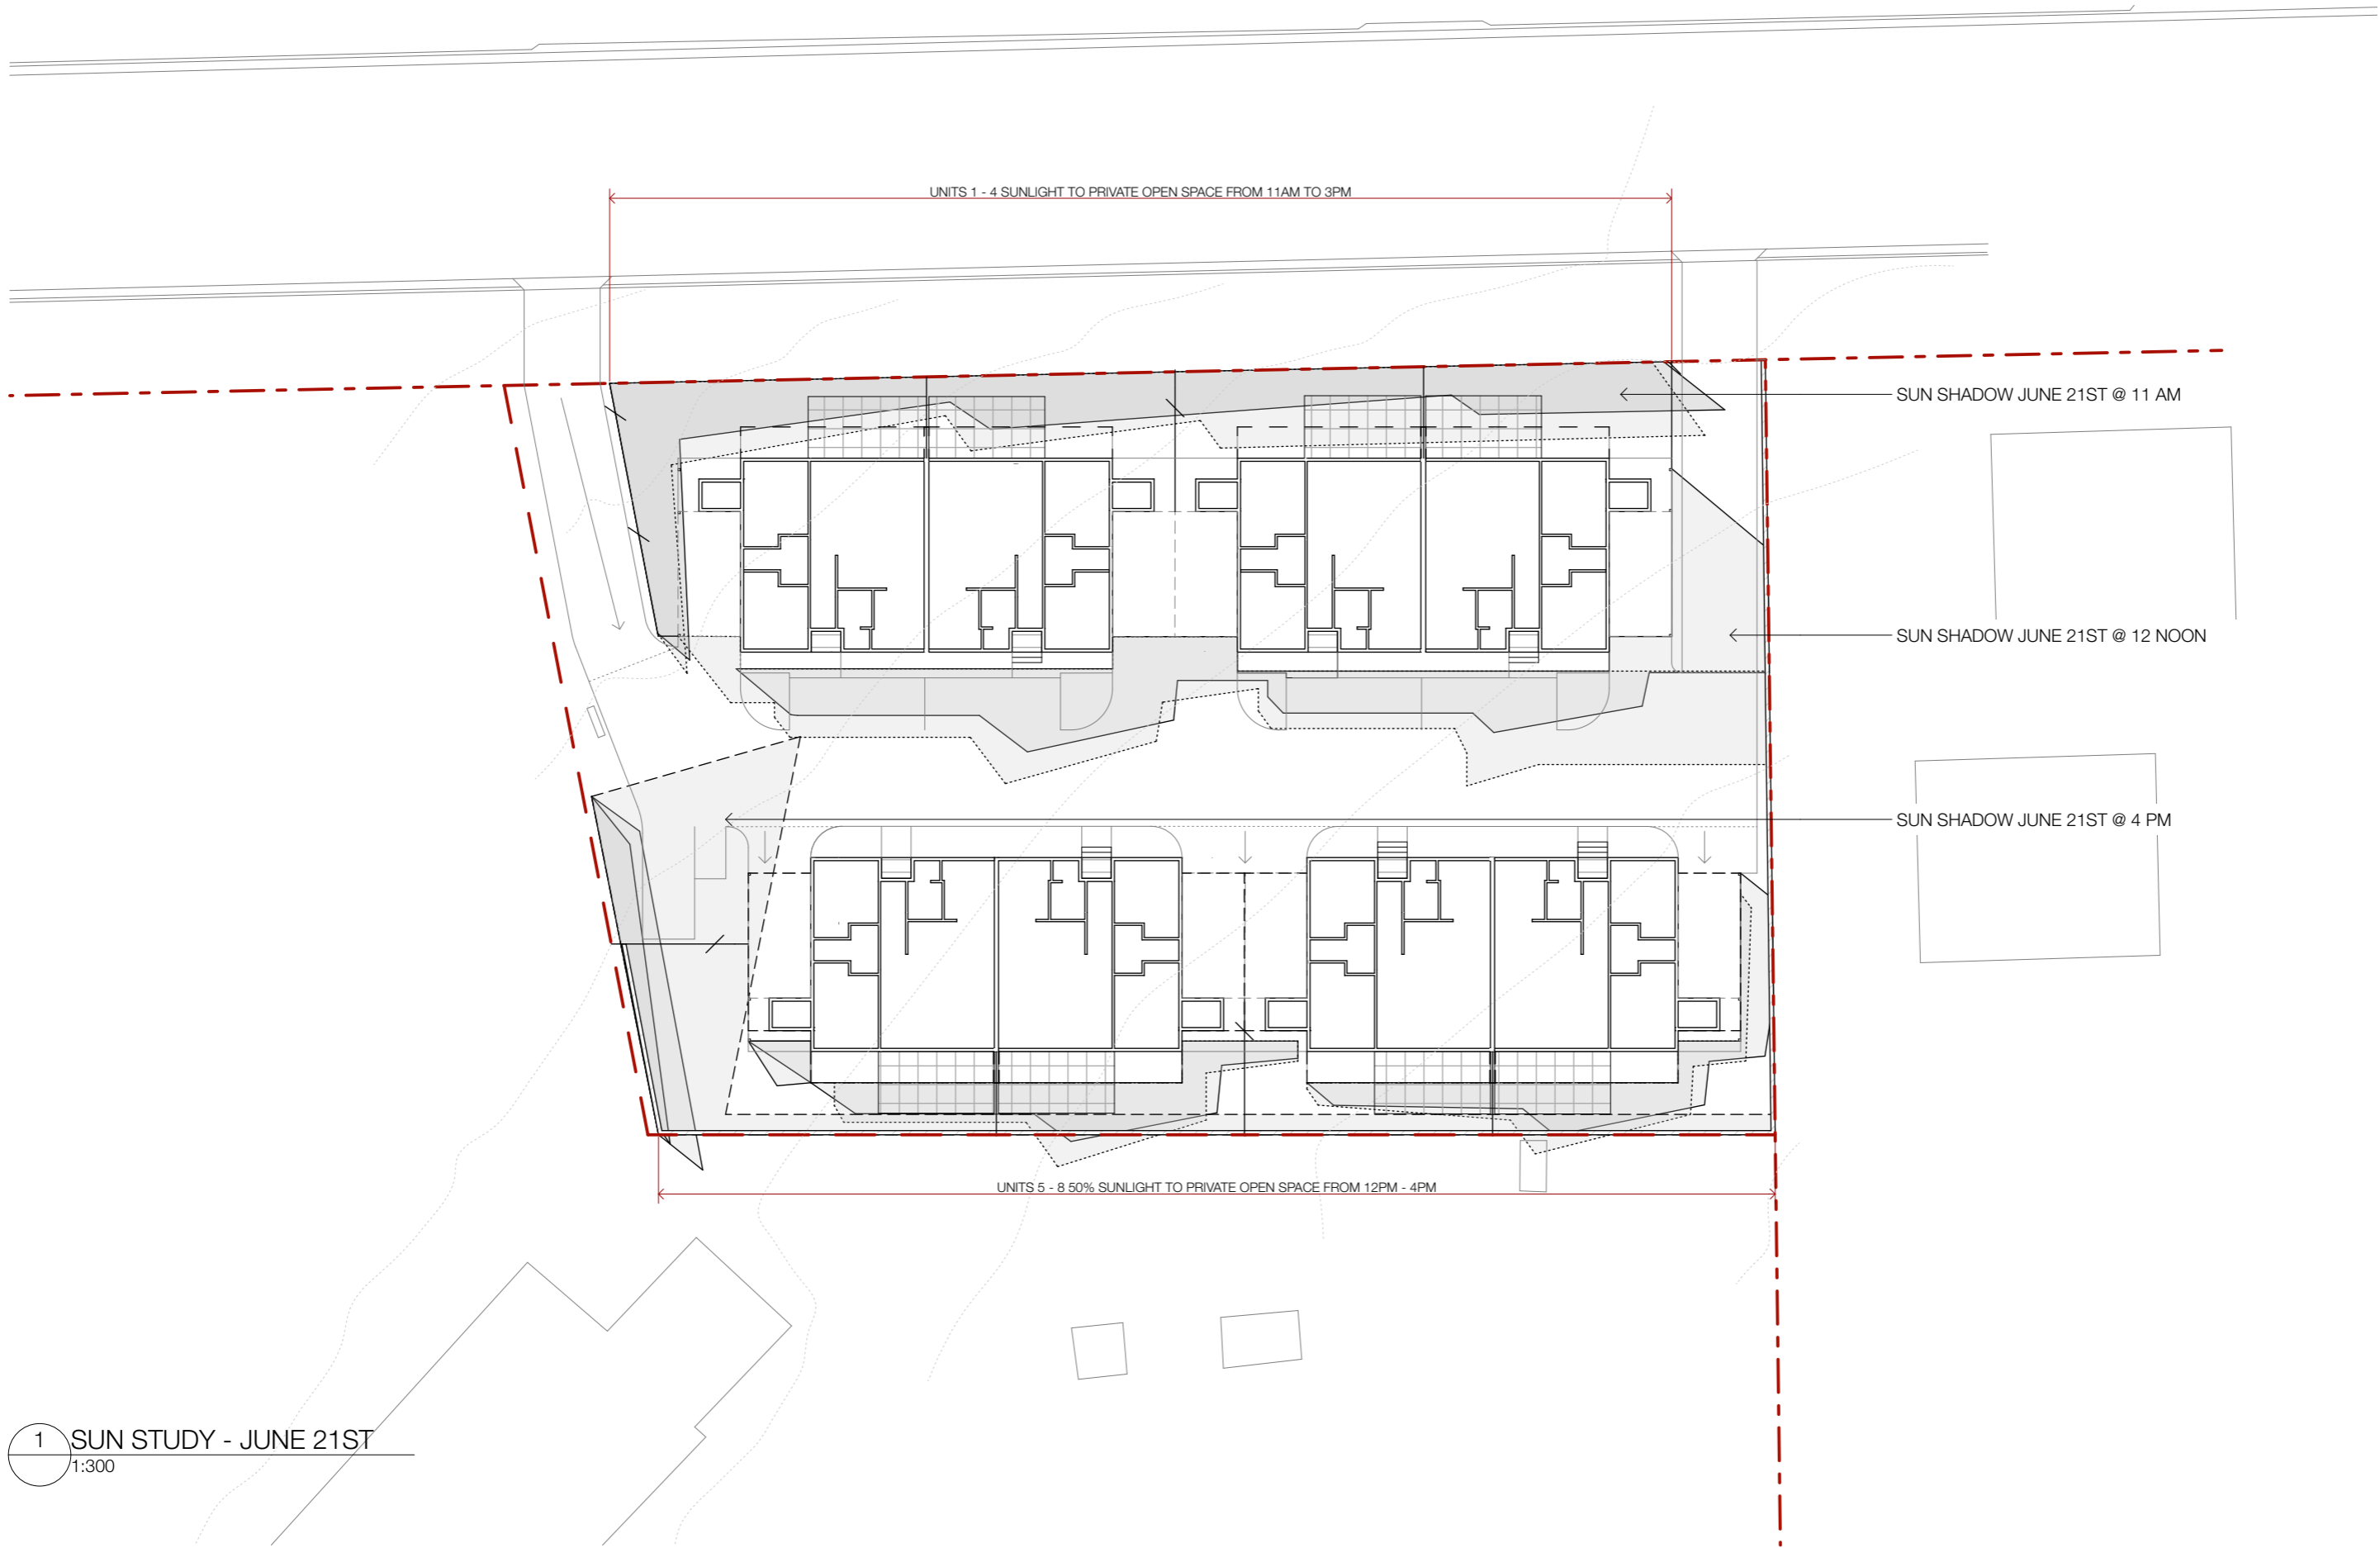 UNITS 1 - 4 SUNLIGHT TO PRIVATE OPEN SPACE FROM 11AM TO 3PM
SUN SHADOW JUNE 21ST @ 11 AM
SUN SHADOW JUNE 21ST @ 12 NOON
SUN SHADOW JUNE 21ST @ 4 PM
UNITS 5 - 8 50% SUNLIGHT TO PRIVATE OPEN SPACE FROM 12PM - 4PM
1 SUN STUDY - JUNE 21ST
1:300